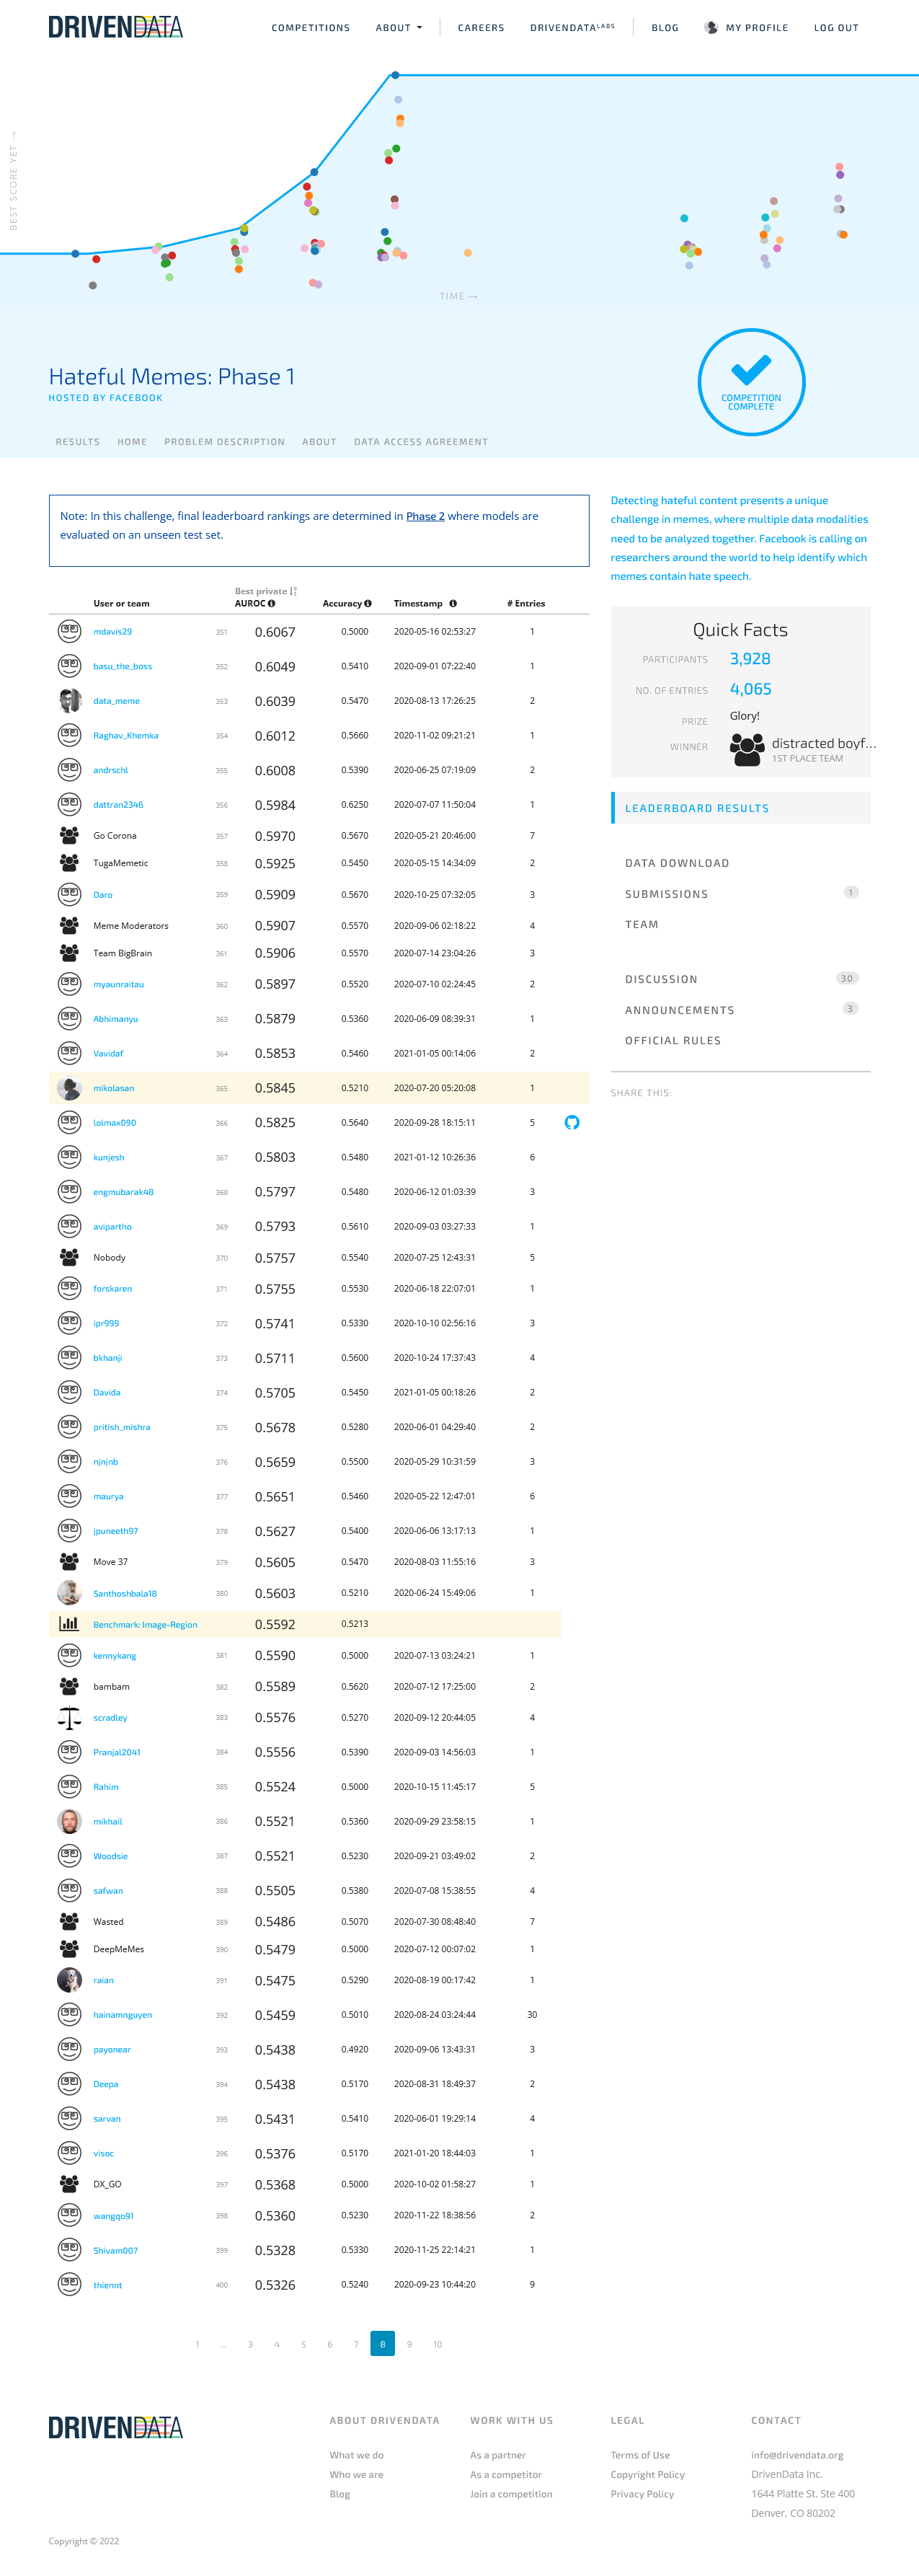 DRIVENDATA
COMPETITIONS ABOUT CAREERS DRIVENDATALABS BLOG MY PROFILE LOG OUT
BEST SCORE YET →
TIME →
Hateful Memes: Phase 1
HOSTED BY FACEBOOK
COMPETITION
COMPLETE
RESULTS HOME PROBLEM DESCRIPTION ABOUT DATA ACCESS AGREEMENT
Note: In this challenge, final leaderboard rankings are determined in Phase 2 where models are
evaluated on an unseen test set.
Best private
User or team AUROC Accuracy Timestamp # Entries
mdavis29 351 0.6067 0.5000 2020-05-16 02:53:27 1
basu_the_boss 352 0.6049 0.5410 2020-09-01 07:22:40 1
data_meme 353 0.6039 0.5470 2020-08-13 17:26:25 2
Raghav_Khemka 354 0.6012 0.5660 2020-11-02 09:21:21 1
andrschl 355 0.6008 0.5390 2020-06-25 07:19:09 2
dattran2346 356 0.5984 0.6250 2020-07-07 11:50:04 1
Go Corona 357 0.5970 0.5670 2020-05-21 20:46:00 7
TugaMemetic 358 0.5925 0.5450 2020-05-15 14:34:09 2
Daro 359 0.5909 0.5670 2020-10-25 07:32:05 3
Meme Moderators 360 0.5907 0.5570 2020-09-06 02:18:22 4
Team BigBrain 361 0.5906 0.5570 2020-07-14 23:04:26 3
myaunraitau 362 0.5897 0.5520 2020-07-10 02:24:45 2
Abhimanyu 363 0.5879 0.5360 2020-06-09 08:39:31 1
Vavidaf 364 0.5853 0.5460 2021-01-05 00:14:06 2
mikolasan 365 0.5845 0.5210 2020-07-20 05:20:08 1
lolmax090 366 0.5825 0.5640 2020-09-28 18:15:11 5
kunjesh 367 0.5803 0.5480 2021-01-12 10:26:36 6
engmubarak48 368 0.5797 0.5480 2020-06-12 01:03:39 3
avipartho 369 0.5793 0.5610 2020-09-03 03:27:33 1
Nobody 370 0.5757 0.5540 2020-07-25 12:43:31 5
forskaren 371 0.5755 0.5530 2020-06-18 22:07:01 1
ipr999 372 0.5741 0.5330 2020-10-10 02:56:16 3
bkhanji 373 0.5711 0.5600 2020-10-24 17:37:43 4
Davida 374 0.5705 0.5450 2021-01-05 00:18:26 2
pritish_mishra 375 0.5678 0.5280 2020-06-01 04:29:40 2
njnjnb 376 0.5659 0.5500 2020-05-29 10:31:59 3
maurya 377 0.5651 0.5460 2020-05-22 12:47:01 6
jpuneeth97 378 0.5627 0.5400 2020-06-06 13:17:13 1
Move 37 379 0.5605 0.5470 2020-08-03 11:55:16 3
Santhoshbala18 380 0.5603 0.5210 2020-06-24 15:49:06 1
Benchmark: Image-Region 0.5592 0.5213
kennykang 381 0.5590 0.5000 2020-07-13 03:24:21 1
bambam 382 0.5589 0.5620 2020-07-12 17:25:00 2
scradley 383 0.5576 0.5270 2020-09-12 20:44:05 4
Pranjal2041 384 0.5556 0.5390 2020-09-03 14:56:03 1
Rahim 385 0.5524 0.5000 2020-10-15 11:45:17 5
mikhail 386 0.5521 0.5360 2020-09-29 23:58:15 1
Woodsie 387 0.5521 0.5230 2020-09-21 03:49:02 2
safwan 388 0.5505 0.5380 2020-07-08 15:38:55 4
Wasted 389 0.5486 0.5070 2020-07-30 08:48:40 7
DeepMeMes 390 0.5479 0.5000 2020-07-12 00:07:02 1
raian 391 0.5475 0.5290 2020-08-19 00:17:42 1
hainamnguyen 392 0.5459 0.5010 2020-08-24 03:24:44 30
payonear 393 0.5438 0.4920 2020-09-06 13:43:31 3
Deepa 394 0.5438 0.5170 2020-08-31 18:49:37 2
sarvan 395 0.5431 0.5410 2020-06-01 19:29:14 4
visoc 396 0.5376 0.5170 2021-01-20 18:44:03 1
DX_GO 397 0.5368 0.5000 2020-10-02 01:58:27 1
wangqo91 398 0.5360 0.5230 2020-11-22 18:38:56 2
Shivam007 399 0.5328 0.5330 2020-11-25 22:14:21 1
thiennt 400 0.5326 0.5240 2020-09-23 10:44:20 9
1 ... 3 4 5 6 7 8 9 10
Detecting hateful content presents a unique
challenge in memes, where multiple data modalities
need to be analyzed together. Facebook is calling on
researchers around the world to help identify which
memes contain hate speech.
Quick Facts
PARTICIPANTS 3,928
NO. OF ENTRIES 4,065
PRIZE Glory!
WINNER distracted boyf...
1ST PLACE TEAM
LEADERBOARD RESULTS
DATA DOWNLOAD
SUBMISSIONS 1
TEAM
DISCUSSION 30
ANNOUNCEMENTS 3
OFFICIAL RULES
SHARE THIS:
DRIVENDATA
Copyright © 2022
ABOUT DRIVENDATA
What we do
Who we are
Blog
WORK WITH US
As a partner
As a competitor
Join a competition
LEGAL
Terms of Use
Copyright Policy
Privacy Policy
CONTACT
info@drivendata.org
DrivenData Inc.
1644 Platte St. Ste 400
Denver, CO 80202